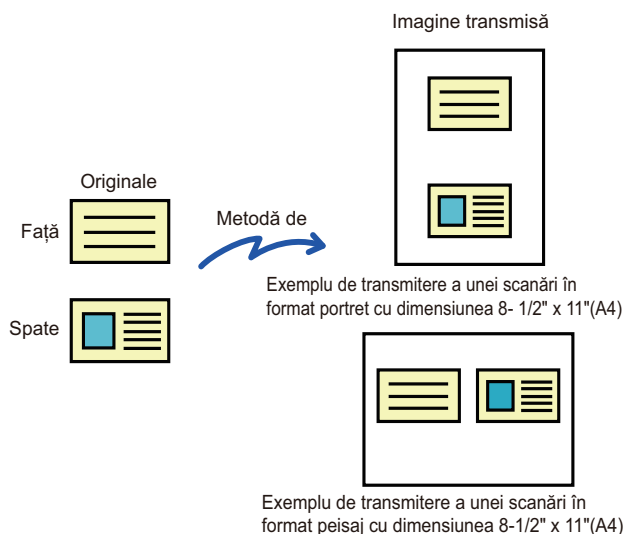 Imagine transmisă
Originale
Față
Metodă de
Spate
Exemplu de transmitere a unei scanări în
format portret cu dimensiunea 8- 1/2" x 11"(A4)
Exemplu de transmitere a unei scanări în
format peisaj cu dimensiunea 8-1/2" x 11"(A4)